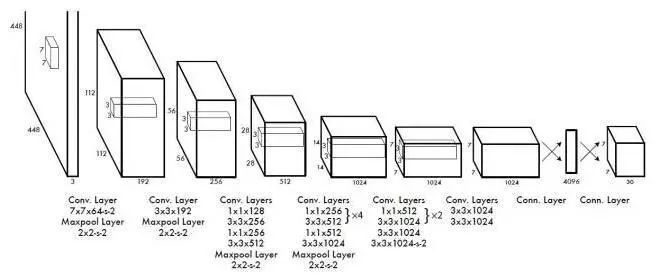 448
448
7
7
3
112
112
3
3
192
56
56
3
3
256
28
28
3
3
512
14
14
3
3
1024
7
7
3
3
1024
7
7
1024
4096
7
7
30
Conv. Layer
7x7x64-s-2
Maxpool Layer
2x2-s-2
Conv. Layer
3x3x192
Maxpool Layer
2x2-s-2
Conv. Layers
1x1x128
3x3x256
1x1x256
3x3x512
Maxpool Layer
2x2-s-2
Conv. Layers
1x1x256
3x3x512 } ×4
1x1x512
3x3x1024
Maxpool Layer
2x2-s-2
Conv. Layers
1x1x512
3x3x1024 } ×2
3x3x1024
3x3x1024-s-2
Conv. Layers
3x3x1024
3x3x1024
Conn. Layer
Conn. Layer